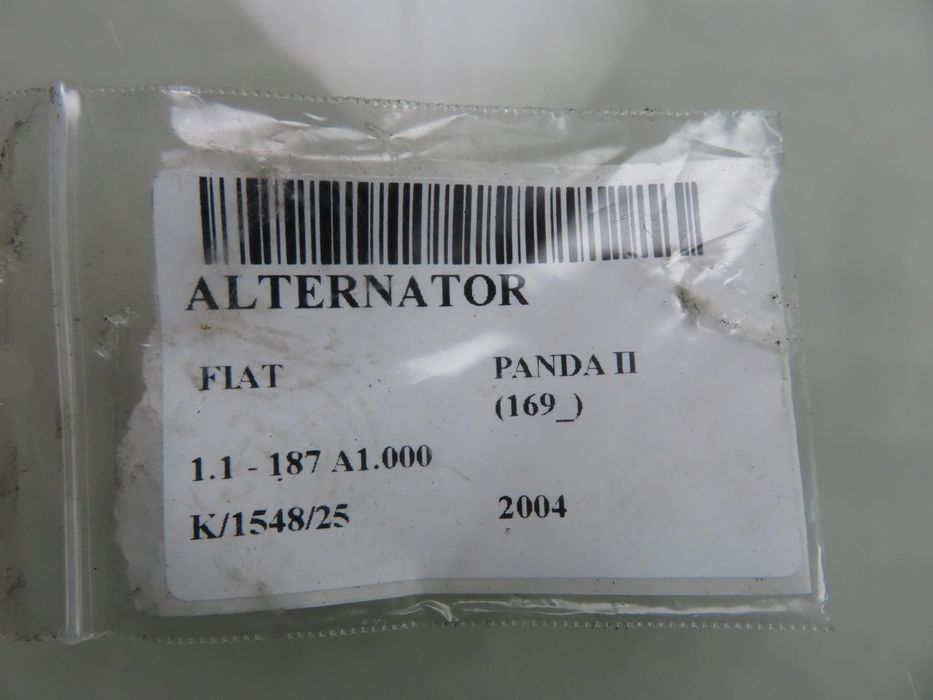 ALTERNATOR
FIAT PANDA II
(169_)
1.1 - 187 A1.000
K/1548/25 2004